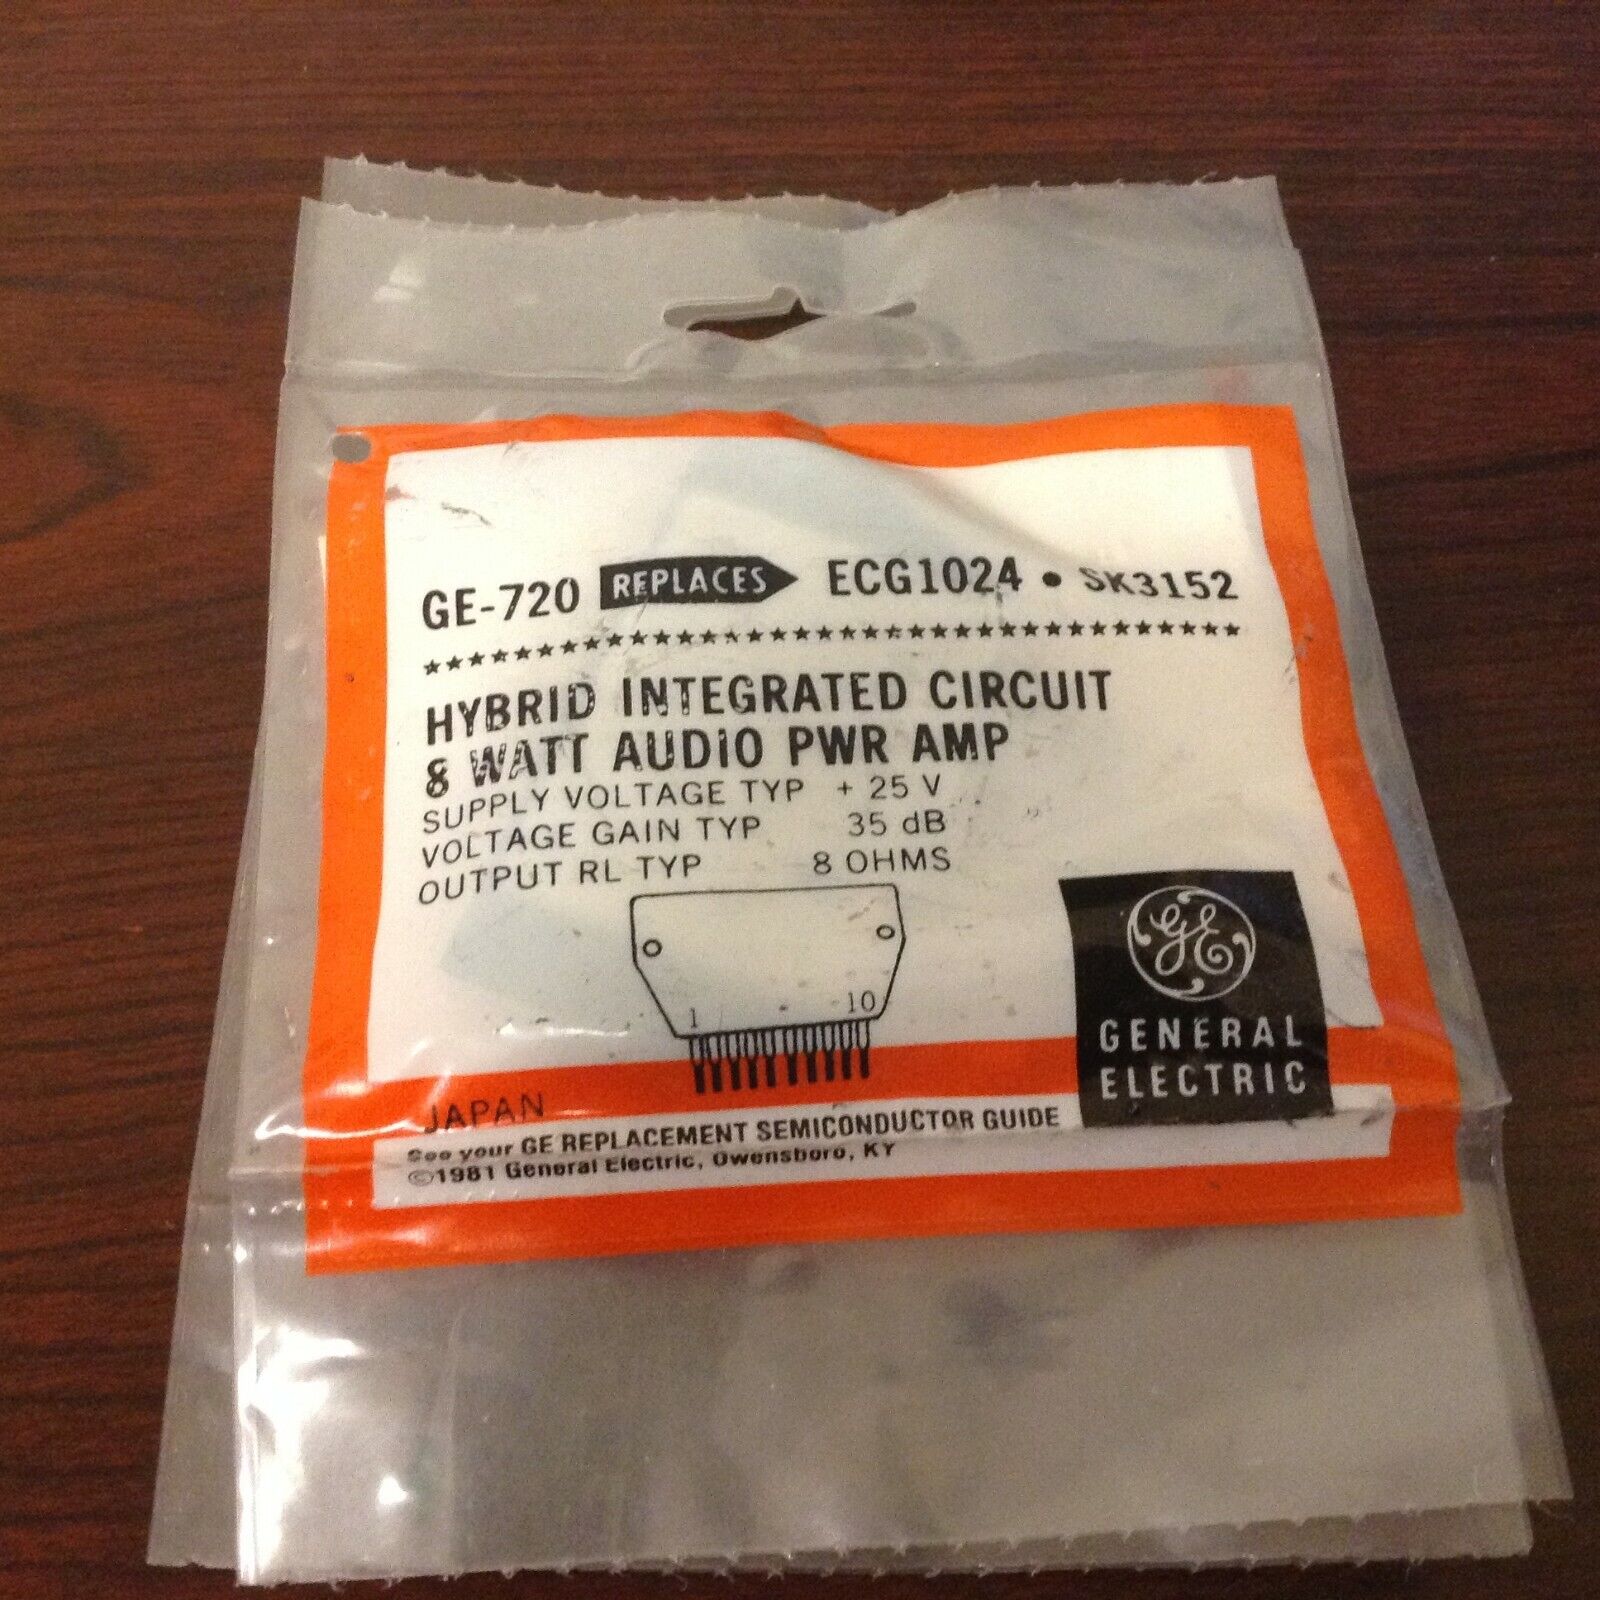 GE-720 REPLACES ECG1024 • SK3152
★★★★★★★★★★★★★★★★★★★★★★★★★★★★★★★★★★★
HYBRID INTEGRATED CIRCUIT
8 WATT AUDIO PWR AMP
SUPPLY VOLTAGE TYP + 25 V
VOLTAGE GAIN TYP 35 dB
OUTPUT RL TYP 8 OHMS
1 10
GE
GENERAL
ELECTRIC
JAPAN
See your GE REPLACEMENT SEMICONDUCTOR GUIDE
©1981 General Electric, Owensboro, KY